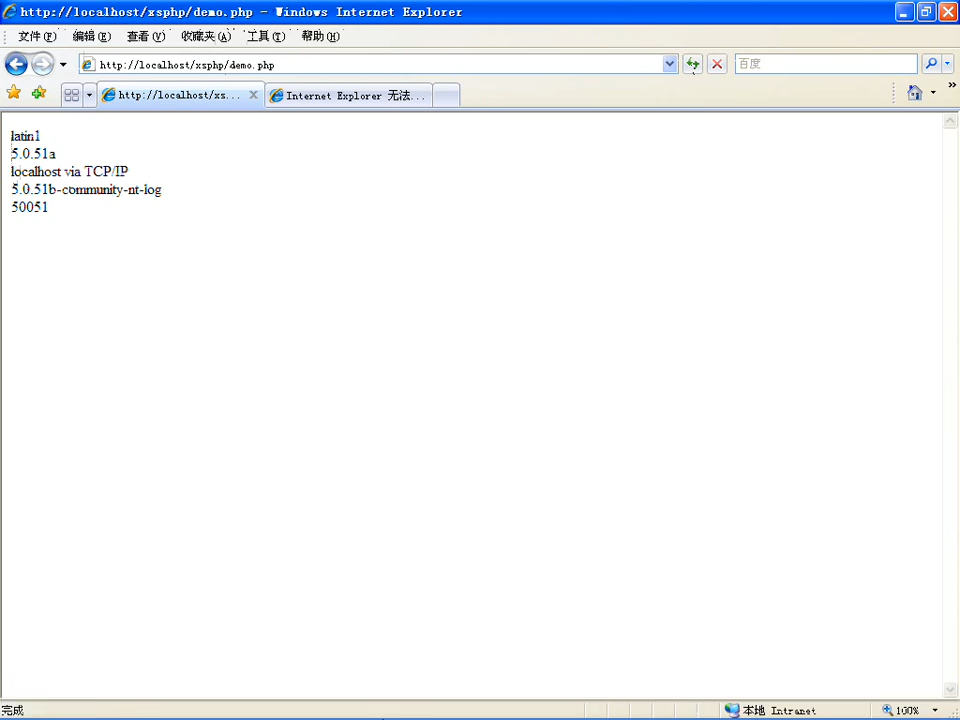 http://localhost/xsphp/demo.php - Windows Internet Explorer
文件(F) 编辑(E) 查看(V) 收藏夹(A) 工具(T) 帮助(H)
http://localhost/xsphp/demo.php 百度
http://localhost/xs... Internet Explorer 无法...
latin1
5.0.51a
localhost via TCP/IP
5.0.51b-community-nt-log
50051
完成 本地 Intranet 100%